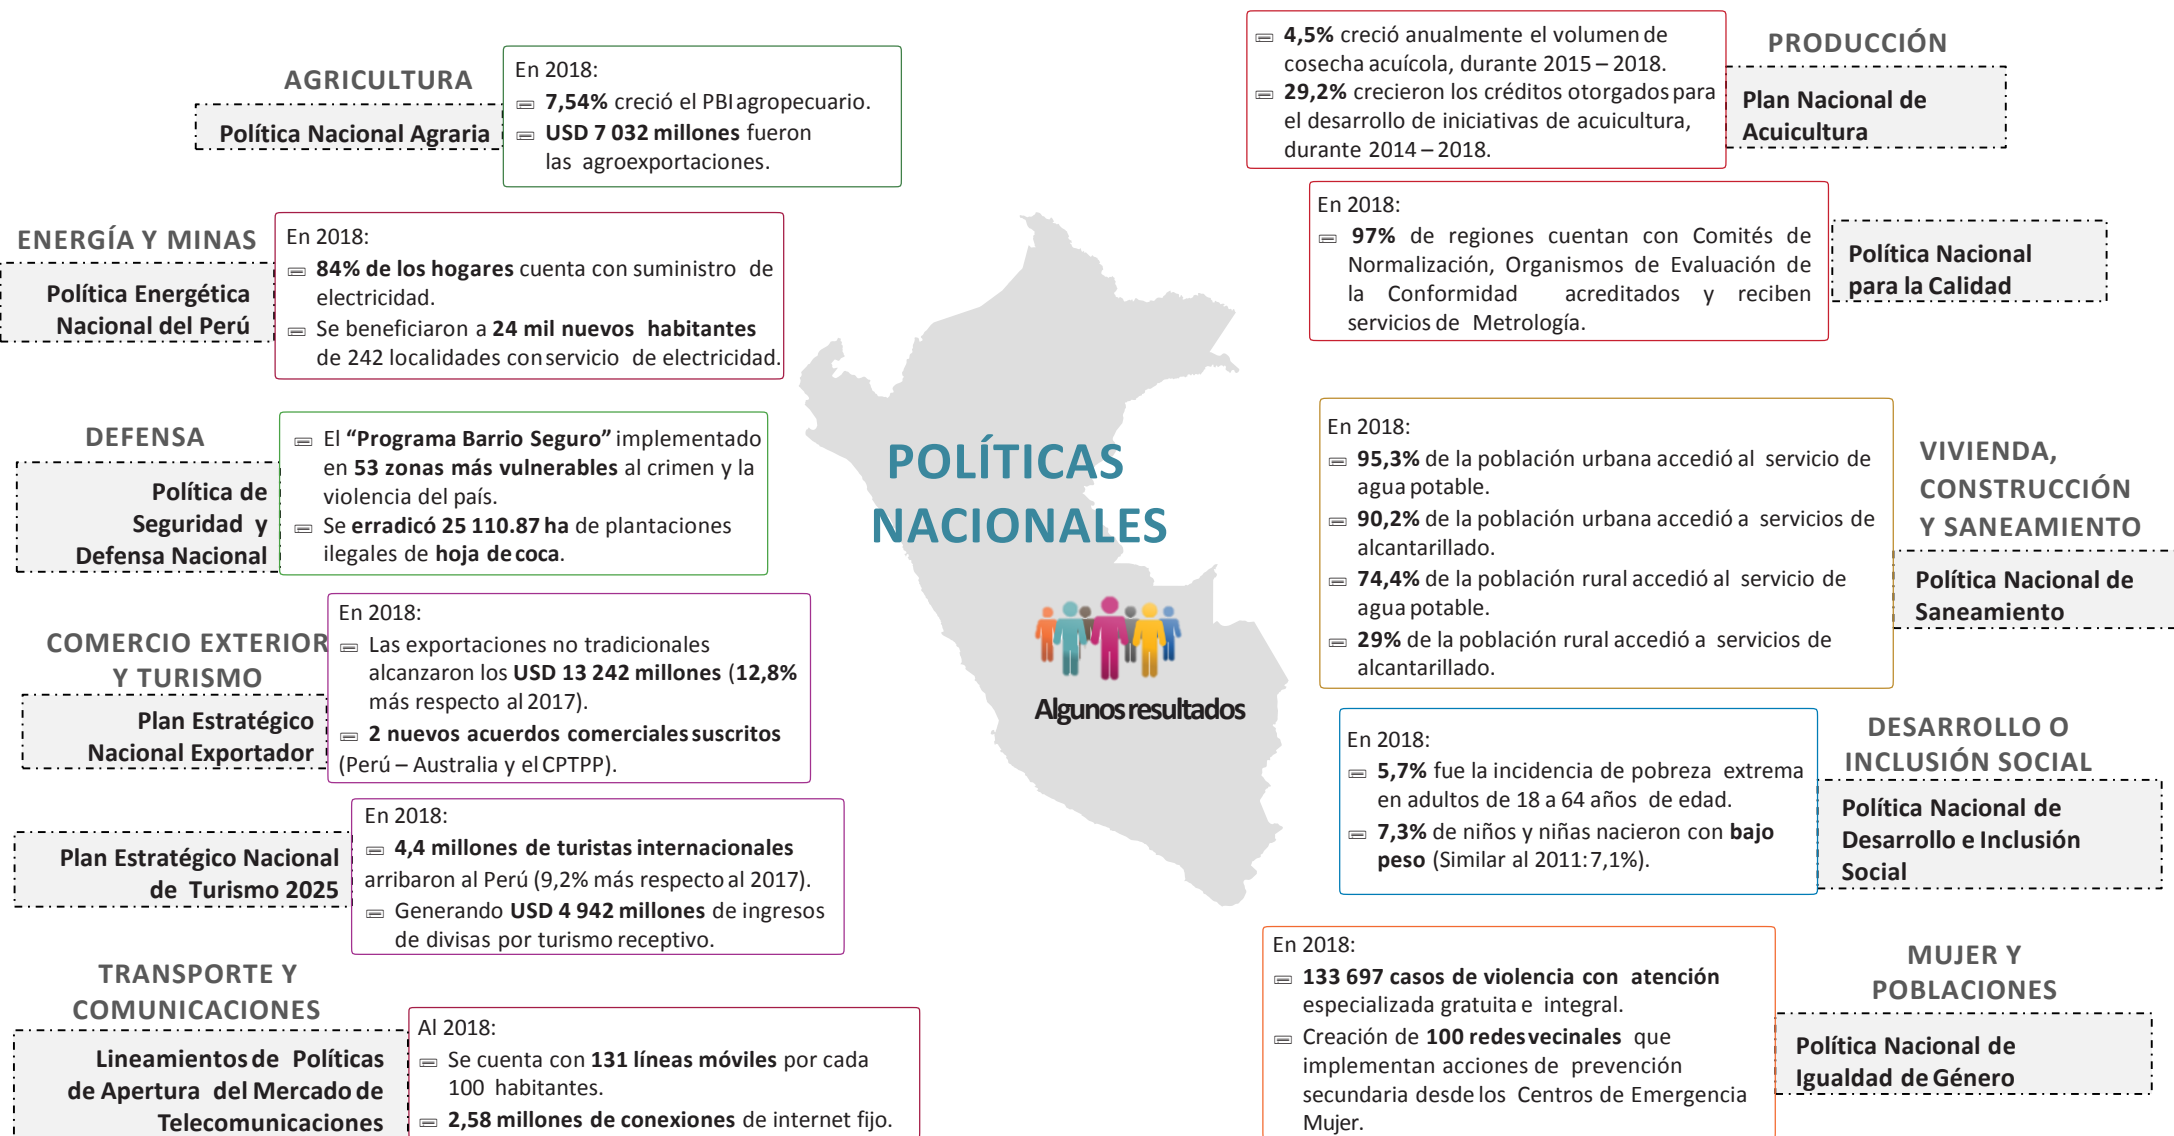 AGRICULTURA
Política Nacional Agraria
En 2018:
7,54% creció el PBI agropecuario.
USD 7 032 millones fueron
las agroexportaciones.
ENERGÍA Y MINAS
Política Energética
Nacional del Perú
En 2018:
84% de los hogares cuenta con suministro de
electricidad.
Se beneficiaron a 24 mil nuevos habitantes
de 242 localidades con servicio de electricidad.
DEFENSA
Política de
Seguridad y
Defensa Nacional
El “Programa Barrio Seguro” implementado
en 53 zonas más vulnerables al crimen y la
violencia del país.
Se erradicó 25 110.87 ha de plantaciones
ilegales de hoja de coca.
COMERCIO EXTERIOR
Y TURISMO
Plan Estratégico
Nacional Exportador
En 2018:
Las exportaciones no tradicionales
alcanzaron los USD 13 242 millones (12,8%
más respecto al 2017).
2 nuevos acuerdos comerciales suscritos
(Perú – Australia y el CPTPP).
Plan Estratégico Nacional
de Turismo 2025
En 2018:
4,4 millones de turistas internacionales
arribaron al Perú (9,2% más respecto al 2017).
Generando USD 4 942 millones de ingresos
de divisas por turismo receptivo.
TRANSPORTE Y
COMUNICACIONES
Lineamientos de Políticas
de Apertura del Mercado de
Telecomunicaciones
Al 2018:
Se cuenta con 131 líneas móviles por cada
100 habitantes.
2,58 millones de conexiones de internet fijo.
POLÍTICAS
NACIONALES
Algunos resultados
4,5% creció anualmente el volumen de
cosecha acuícola, durante 2015 – 2018.
29,2% crecieron los créditos otorgados para
el desarrollo de iniciativas de acuicultura,
durante 2014 – 2018.
PRODUCCIÓN
Plan Nacional de
Acuicultura
En 2018:
97% de regiones cuentan con Comités de
Normalización, Organismos de Evaluación de
la Conformidad acreditados y reciben
servicios de Metrología.
Política Nacional
para la Calidad
En 2018:
95,3% de la población urbana accedió al servicio de
agua potable.
90,2% de la población urbana accedió a servicios de
alcantarillado.
74,4% de la población rural accedió al servicio de
agua potable.
29% de la población rural accedió a servicios de
alcantarillado.
VIVIENDA,
CONSTRUCCIÓN
Y SANEAMIENTO
Política Nacional de
Saneamiento
En 2018:
5,7% fue la incidencia de pobreza extrema
en adultos de 18 a 64 años de edad.
7,3% de niños y niñas nacieron con bajo
peso (Similar al 2011: 7,1%).
DESARROLLO O
INCLUSIÓN SOCIAL
Política Nacional de
Desarrollo e Inclusión
Social
En 2018:
133 697 casos de violencia con atención
especializada gratuita e integral.
Creación de 100 redes vecinales que
implementan acciones de prevención
secundaria desde los Centros de Emergencia
Mujer.
MUJER Y
POBLACIONES
Política Nacional de
Igualdad de Género